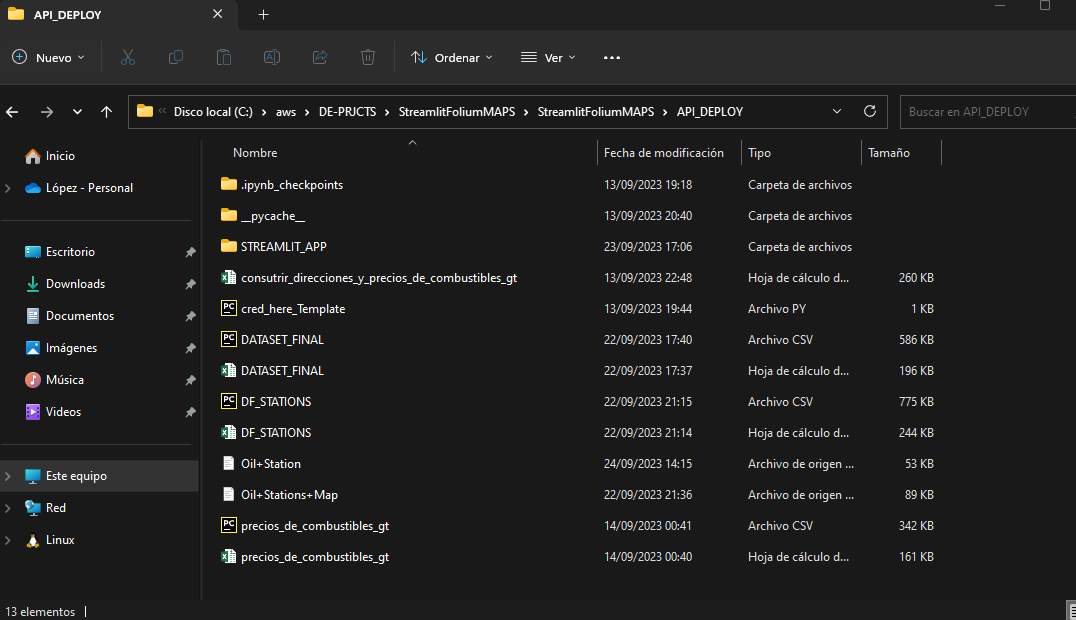 API_DEPLOY
Nuevo Ordenar Ver
Disco local (C:) aws DE-PRJCTS StreamlitFoliumMAPS StreamlitFoliumMAPS API_DEPLOY Buscar en API_DEPLOY
Inicio
López - Personal
Escritorio
Downloads
Documentos
Imágenes
Música
Videos
Este equipo
Red
Linux
Nombre Fecha de modificación Tipo Tamaño
.ipynb_checkpoints 13/09/2023 19:18 Carpeta de archivos
__pycache__ 13/09/2023 20:40 Carpeta de archivos
STREAMLIT_APP 23/09/2023 17:06 Carpeta de archivos
consutrir_direcciones_y_precios_de_combustibles_gt 13/09/2023 22:48 Hoja de cálculo d... 260 KB
PC cred_here_Template 13/09/2023 19:44 Archivo PY 1 KB
PC DATASET_FINAL 22/09/2023 17:40 Archivo CSV 586 KB
DATASET_FINAL 22/09/2023 17:37 Hoja de cálculo d... 196 KB
PC DF_STATIONS 22/09/2023 21:15 Archivo CSV 775 KB
DF_STATIONS 22/09/2023 21:14 Hoja de cálculo d... 244 KB
Oil+Station 24/09/2023 14:15 Archivo de origen ... 53 KB
Oil+Stations+Map 22/09/2023 21:36 Archivo de origen ... 89 KB
PC precios_de_combustibles_gt 14/09/2023 00:41 Archivo CSV 342 KB
precios_de_combustibles_gt 14/09/2023 00:40 Hoja de cálculo d... 161 KB
13 elementos